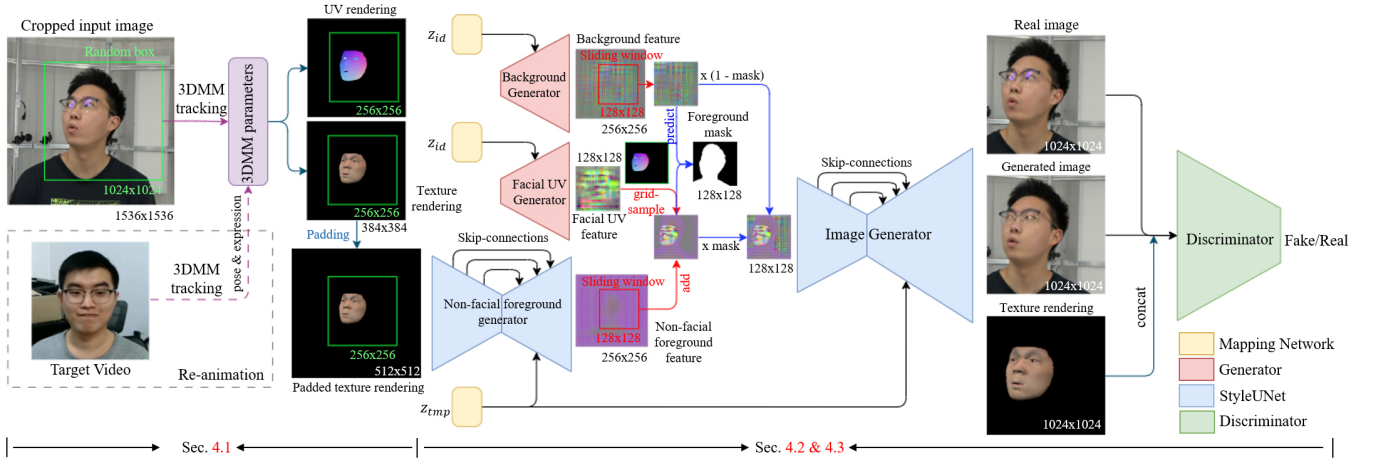 Cropped input image
Random box
1024x1024
1536x1536
3DMM
tracking
3DMM parameters
UV rendering
256x256
256x256
384x384
Texture
rendering
Padding
256x256
512x512
Padded texture rendering
3DMM
tracking
pose & expression
Target Video
Re-animation
z_id
Background
Generator
Background feature
Sliding window
128x128
256x256
x (1 - mask)
predict
Foreground
mask
128x128
z_id
Facial UV
Generator
128x128
Facial UV
feature
grid-
sample
x mask
128x128
Skip-connections
Non-facial foreground
generator
Sliding window
128x128
256x256
add
Non-facial
foreground
feature
z_tmp
Skip-connections
Image Generator
Real image
1024x1024
Generated image
1024x1024
Texture rendering
1024x1024
concat
Discriminator
Fake/Real
Mapping Network
Generator
StyleUNet
Discriminator
Sec. 4.1
Sec. 4.2 & 4.3